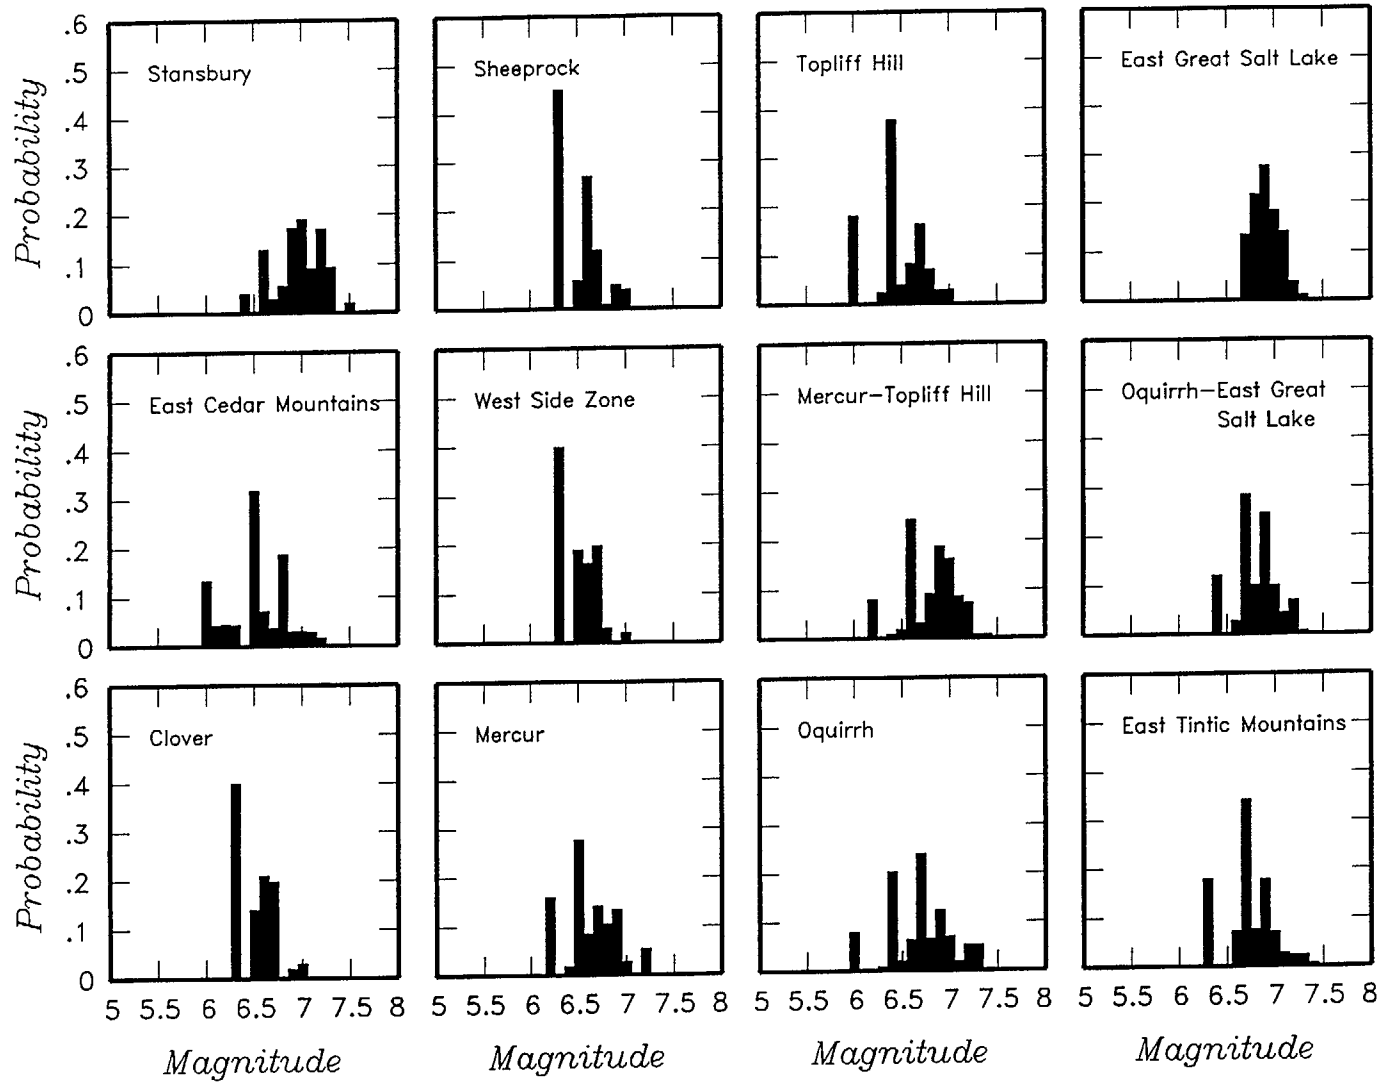 .6
.5
.4
.3
.2
.1
0
Probability
Stansbury
Sheeprock
Topliff Hill
East Great Salt Lake
.6
.5
.4
.3
.2
.1
0
Probability
East Cedar Mountains
West Side Zone
Mercur-Topliff Hill
Oquirrh-East Great
Salt Lake
.6
.5
.4
.3
.2
.1
0
Probability
Clover
Mercur
Oquirrh
East Tintic Mountains
5 5.5 6 6.5 7 7.5 8
5 5.5 6 6.5 7 7.5 8
5 5.5 6 6.5 7 7.5 8
5 5.5 6 6.5 7 7.5 8
Magnitude
Magnitude
Magnitude
Magnitude